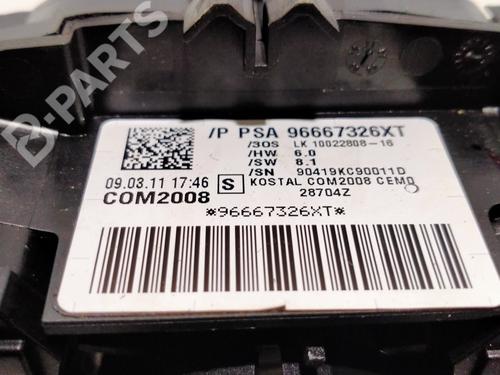 B-PARTS
/P PSA 96667326XT
/3OS LK 10022808-16
/HW 6.0
/SW 8.1
/SN 90419KC90011D
09.03.11 17:46 S KOSTAL COM2008 CEM0
COM2008 28704Z
*96667326XT*